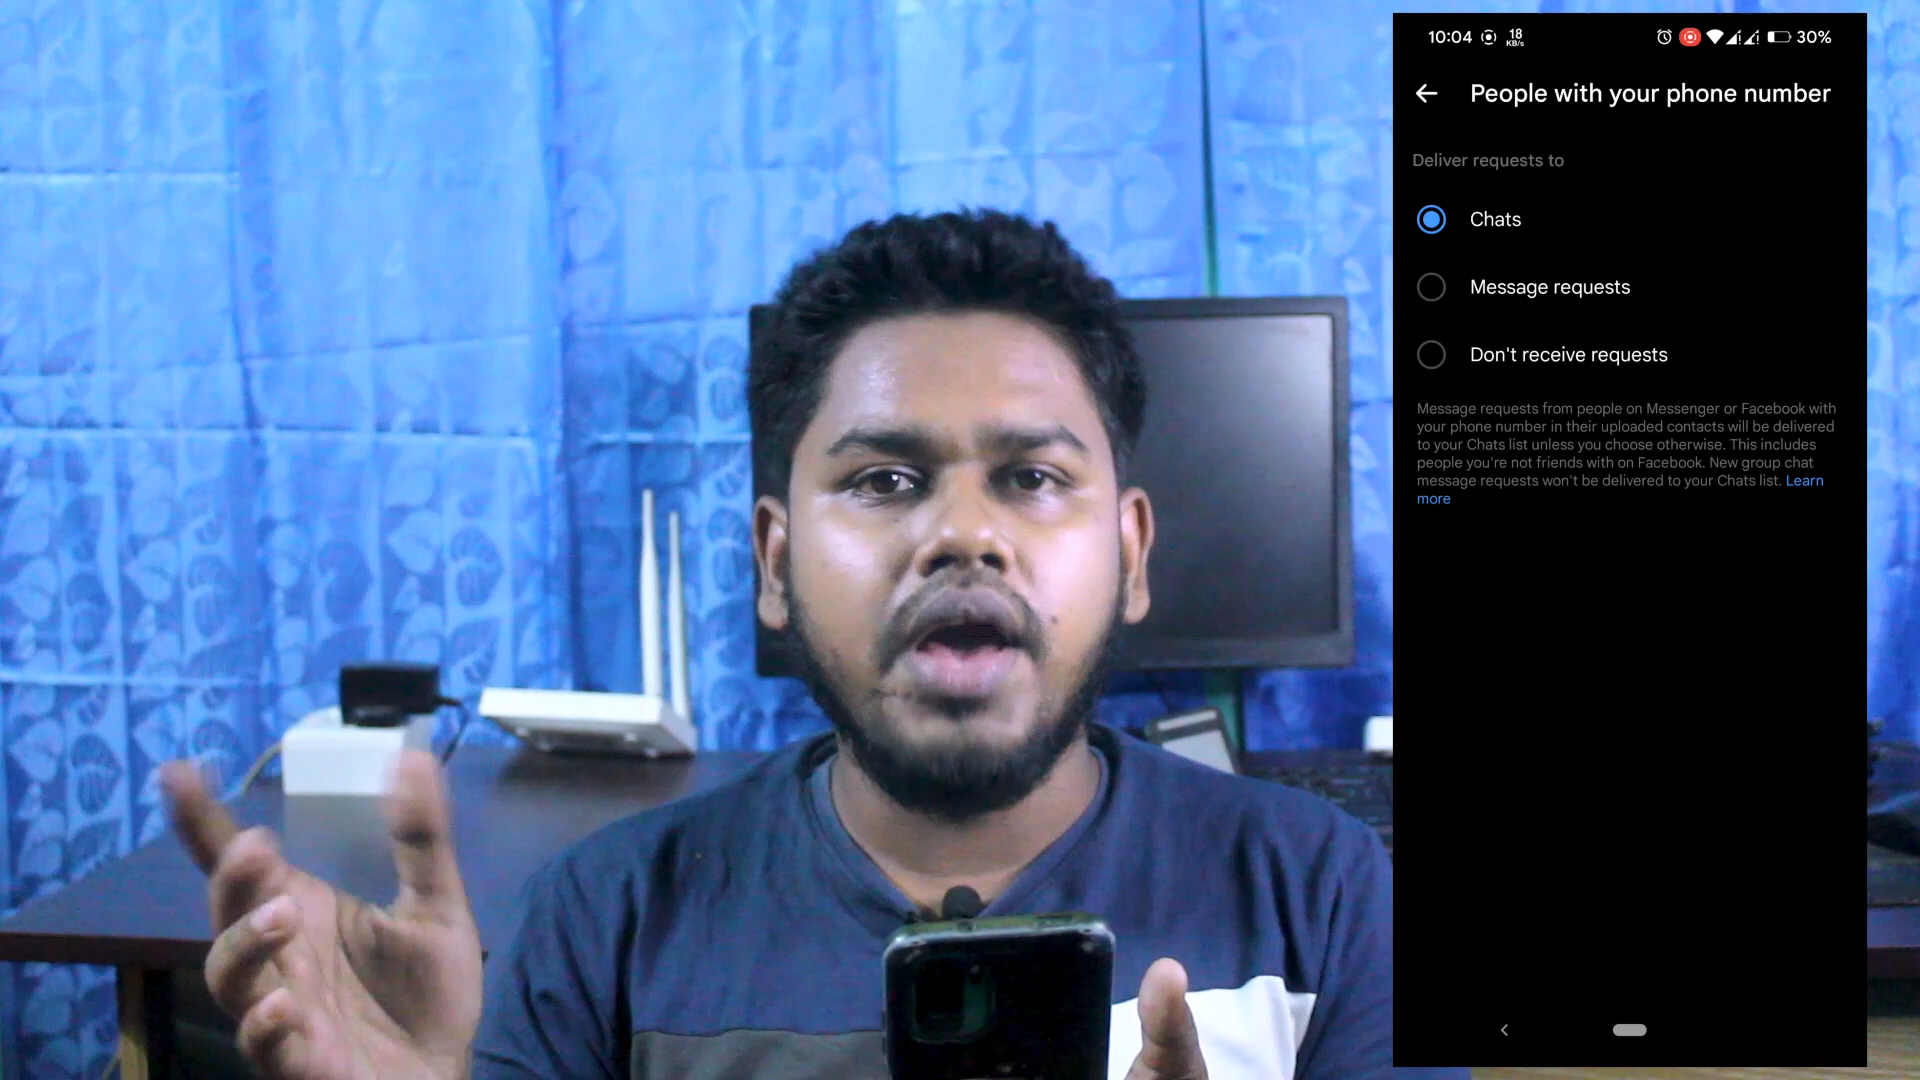 10:04 18 KB/s 30%
People with your phone number
Deliver requests to
Chats
Message requests
Don't receive requests
Message requests from people on Messenger or Facebook with
your phone number in their uploaded contacts will be delivered
to your Chats list unless you choose otherwise. This includes
people you're not friends with on Facebook. New group chat
message requests won't be delivered to your Chats list. Learn
more